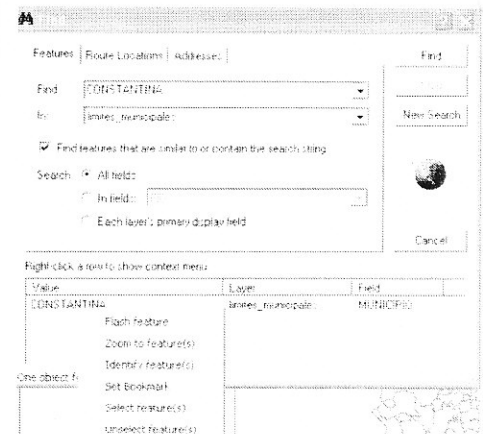 Features Route Locations Addresses
Find
Find: CONSTANTINA
In: limites_municipales
New Search
Find features that are similar to or contain the search string
Search: All fields
In fields:
Each layer's primary display field
Cancel
Right-click a row to show context menu
Value Layer Field
CONSTANTINA limites_municipales MUNICIPIO
Flash feature
Zoom to feature(s)
Identify feature(s)
One object
Set Bookmark
Select feature(s)
Unselect feature(s)